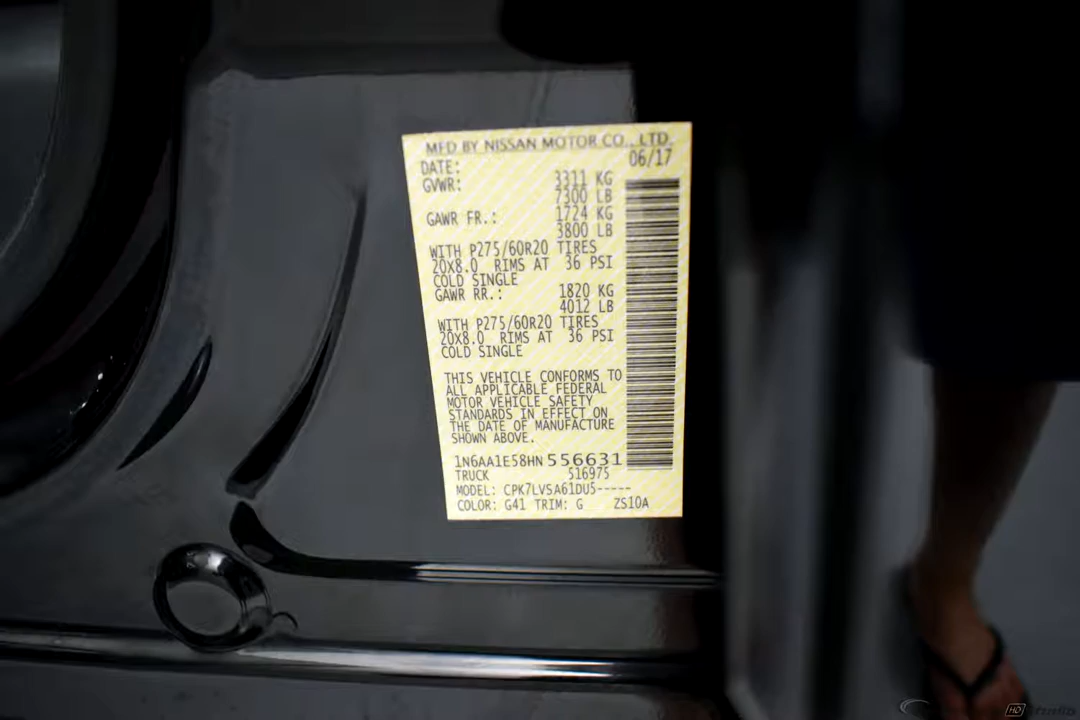 MFD BY NISSAN MOTOR CO., LTD.
DATE: 06/17
GVWR: 3311 KG
7300 LB
GAWR FR.: 1724 KG
3800 LB
WITH P275/60R20 TIRES
20X8.0 RIMS AT 36 PSI
COLD SINGLE
GAWR RR.: 1820 KG
4012 LB
WITH P275/60R20 TIRES
20X8.0 RIMS AT 36 PSI
COLD SINGLE
THIS VEHICLE CONFORMS TO
ALL APPLICABLE FEDERAL
MOTOR VEHICLE SAFETY
STANDARDS IN EFFECT ON
THE DATE OF MANUFACTURE
SHOWN ABOVE.
1N6AA1E58HN 556631
TRUCK 516975
MODEL: CPK7LVSA61DU5-----
COLOR: G41 TRIM: G ZS10A
HD